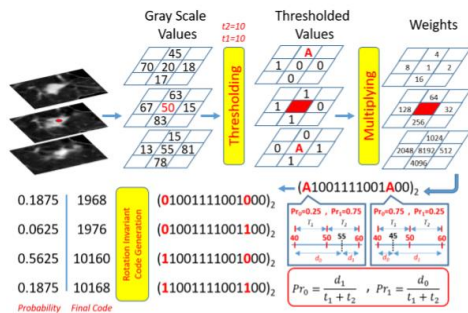 Gray Scale Values
Thresholded Values
Weights
t2=10
t1=10
45
70 20 18
17
63
67 50 15
83
15
13 55 81
78
Thresholding
A
1 0 0
0
1
1 0
1
0
0 A 1
1
Multiplying
4
8 1 2
16
64
128 32
256
1024
2048 8192 512
4096
(A1001111001A00)₂
Pr₀=0.25, Pr₁=0.75
T₁ T₂
40 50 60
55
d₀ d₁
Pr₀=0.75, Pr₁=0.25
T₁ T₂
40 50 60
45
d₀ d₁
Pr₀ = d₁ / (t₁ + t₂) , Pr₁ = d₀ / (t₁ + t₂)
Rotation Invariant Code Generation
0.1875 1968 (01001111001000)₂
0.0625 1976 (01001111001100)₂
0.5625 10160 (11001111001000)₂
0.1875 10168 (11001111001100)₂
Probability Final Code